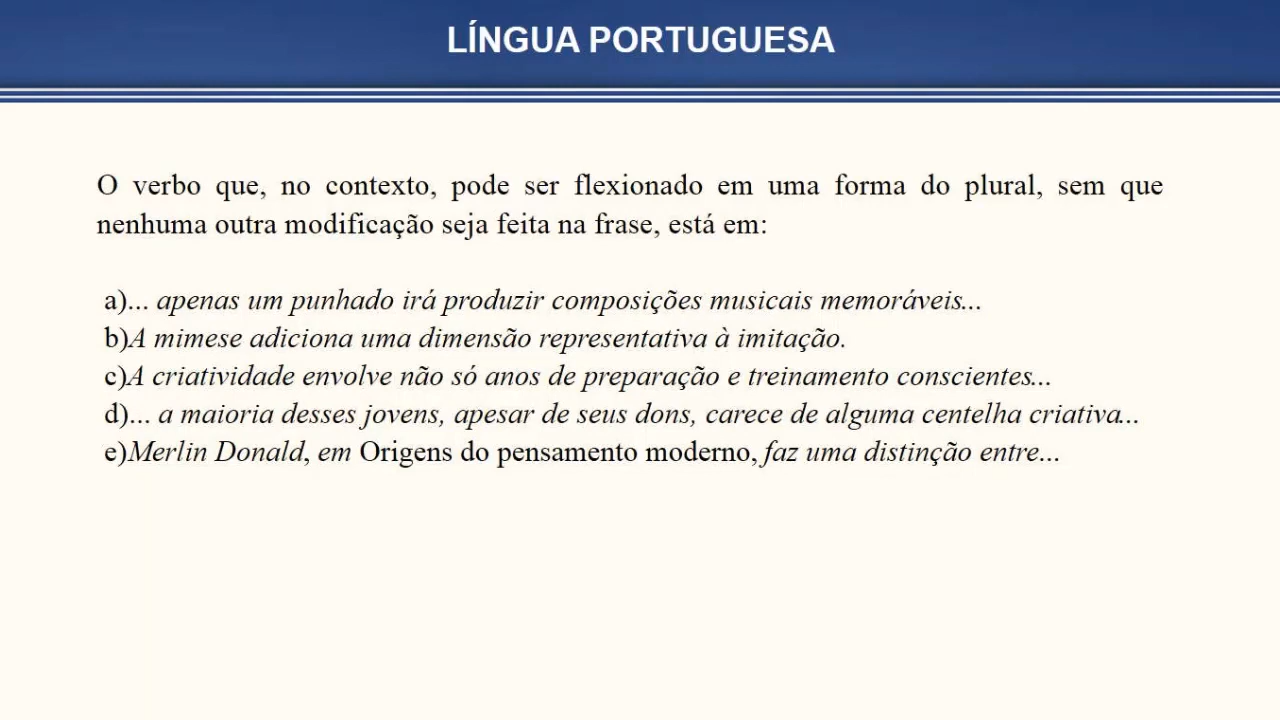 LÍNGUA PORTUGUESA
O verbo que, no contexto, pode ser flexionado em uma forma do plural, sem que
nenhuma outra modificação seja feita na frase, está em:
a)... apenas um punhado irá produzir composições musicais memoráveis...
b)A mimese adiciona uma dimensão representativa à imitação.
c)A criatividade envolve não só anos de preparação e treinamento conscientes...
d)... a maioria desses jovens, apesar de seus dons, carece de alguma centelha criativa...
e)Merlin Donald, em Origens do pensamento moderno, faz uma distinção entre...